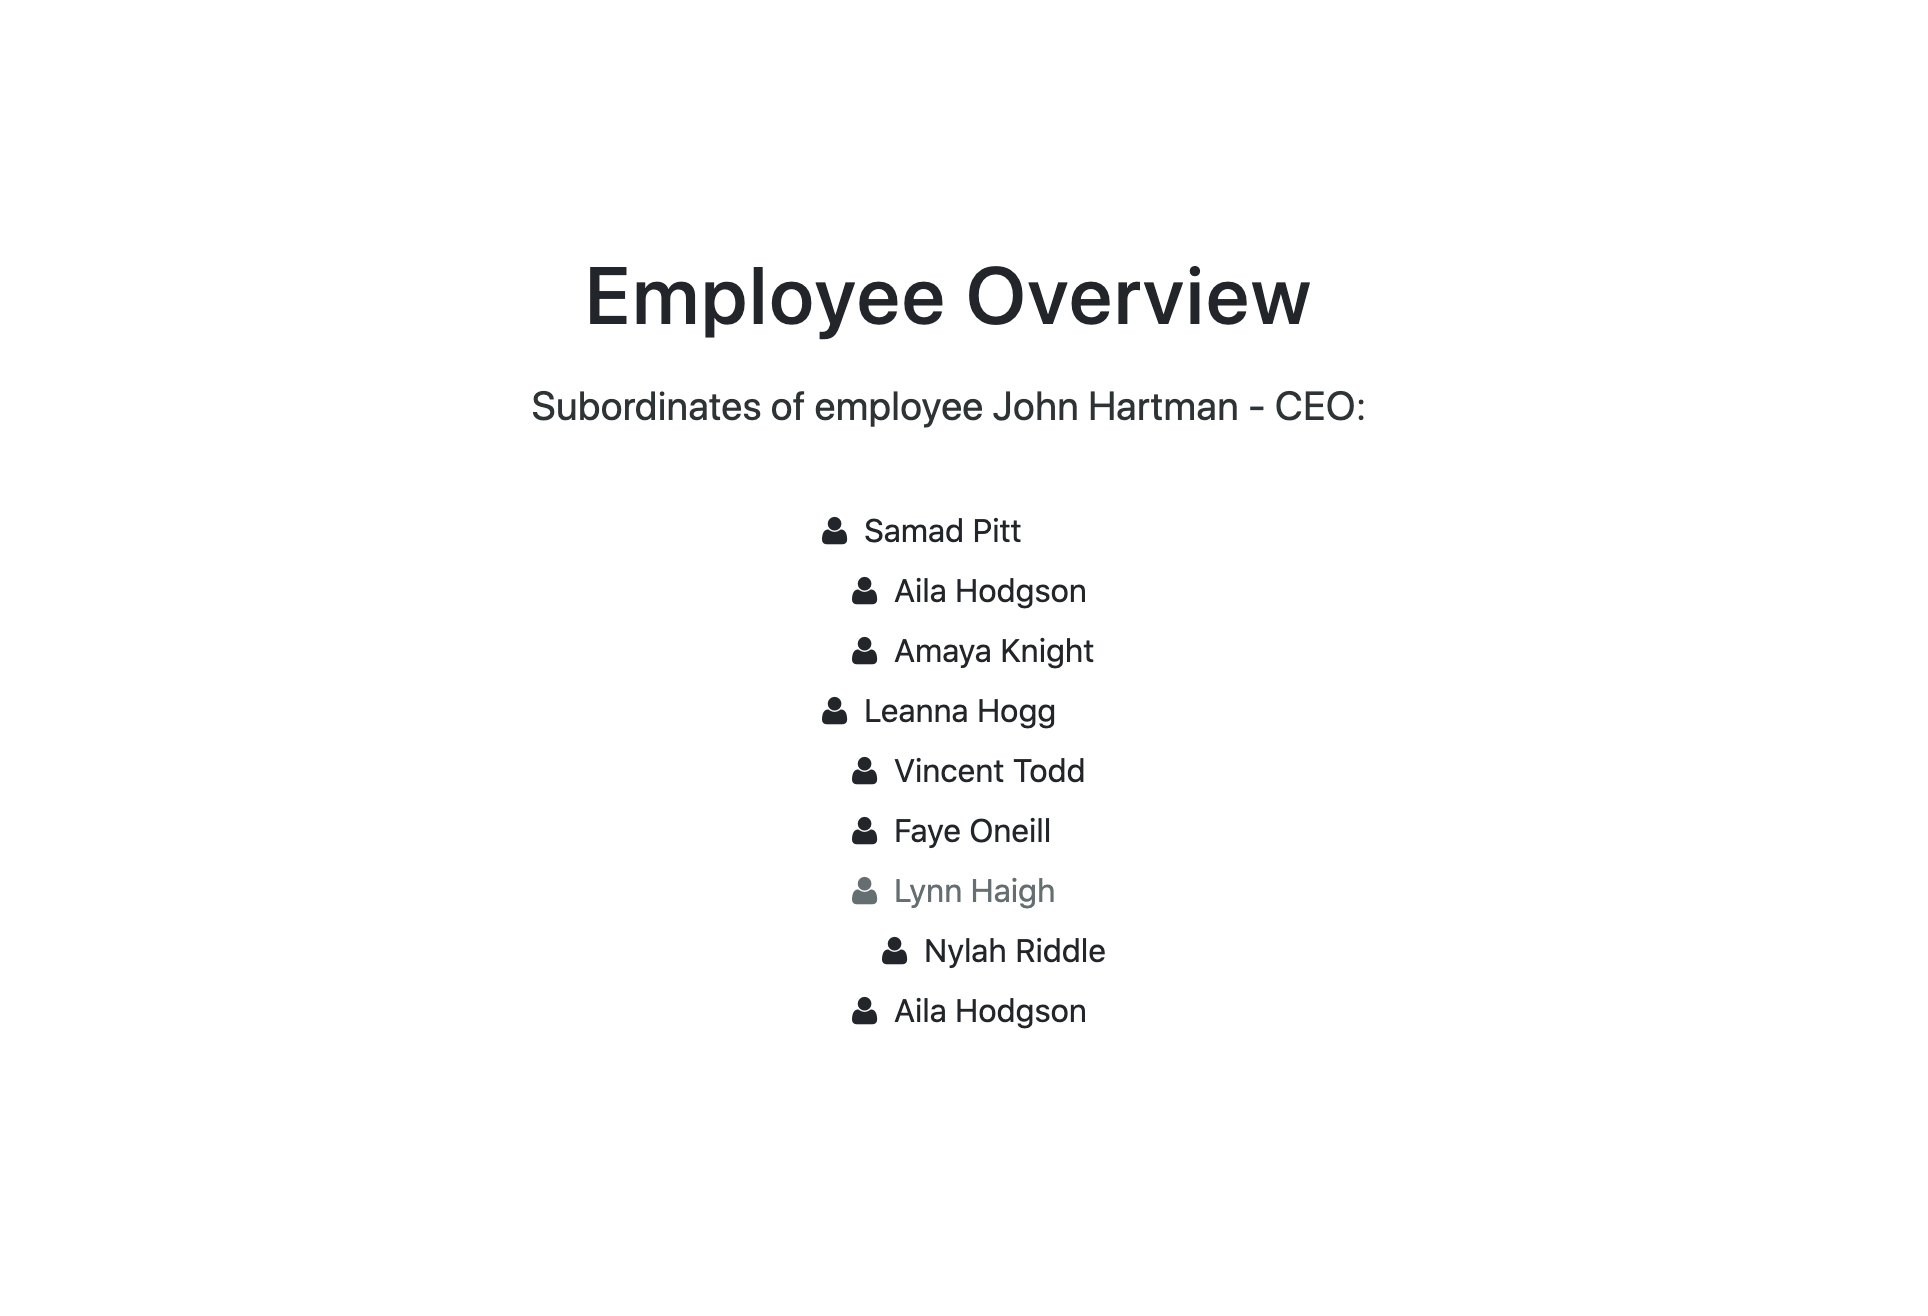 Employee Overview
Subordinates of employee John Hartman - CEO:
Samad Pitt
Aila Hodgson
Amaya Knight
Leanna Hogg
Vincent Todd
Faye Oneill
Lynn Haigh
Nylah Riddle
Aila Hodgson